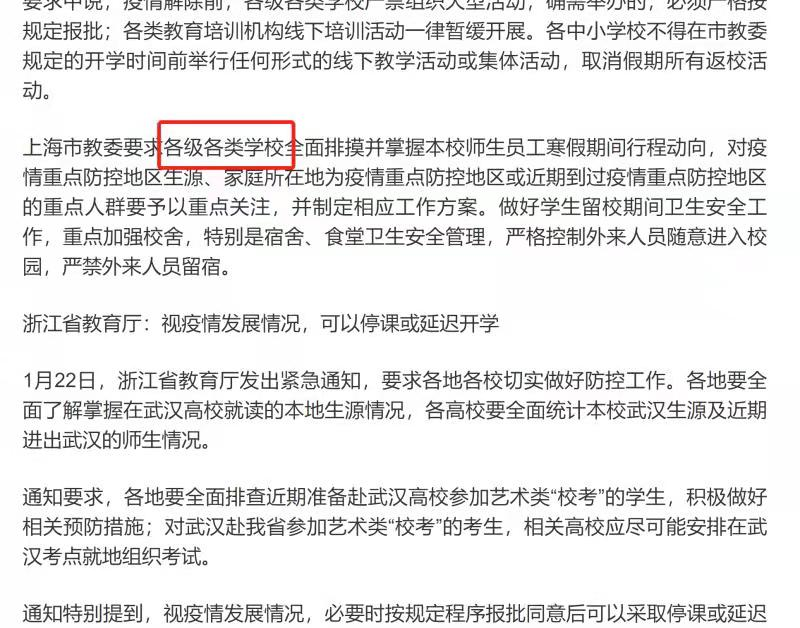 要求中说，疫情解除前，各级各类学校严禁组织大型活动，确需举办的，必须严格按
规定报批；各类教育培训机构线下培训活动一律暂缓开展。各中小学校不得在市教委
规定的开学时间前举行任何形式的线下教学活动或集体活动，取消假期所有返校活
动。
上海市教委要求各级各类学校全面排摸并掌握本校师生员工寒假期间行程动向，对疫
情重点防控地区生源、家庭所在地为疫情重点防控地区或近期到过疫情重点防控地区
的重点人群要予以重点关注，并制定相应工作方案。做好学生留校期间卫生安全工
作，重点加强校舍，特别是宿舍、食堂卫生安全管理，严格控制外来人员随意进入校
园，严禁外来人员留宿。
浙江省教育厅：视疫情发展情况，可以停课或延迟开学
1月22日，浙江省教育厅发出紧急通知，要求各地各校切实做好防控工作。各地要全
面了解掌握在武汉高校就读的本地生源情况，各高校要全面统计本校武汉生源及近期
进出武汉的师生情况。
通知要求，各地要全面排查近期准备赴武汉高校参加艺术类“校考”的学生，积极做好
相关预防措施；对武汉赴我省参加艺术类“校考”的考生，相关高校应尽可能安排在武
汉考点就地组织考试。
通知特别提到，视疫情发展情况，必要时按规定程序报批同意后可以采取停课或延迟